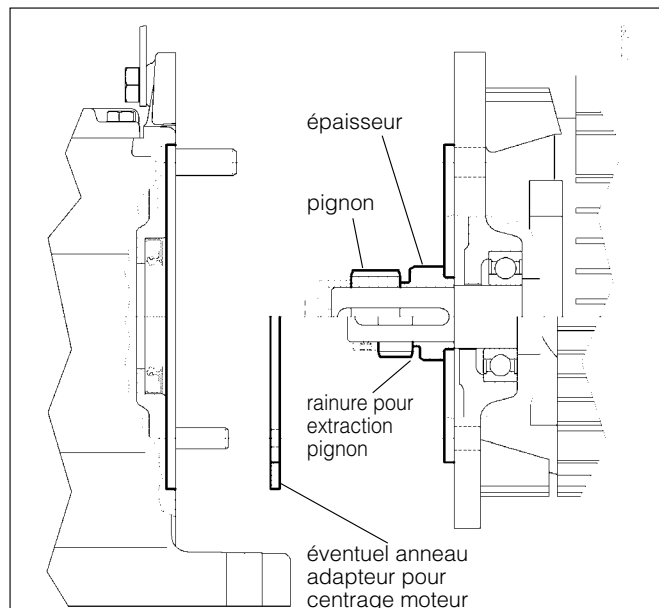 épaisseur
pignon
rainure pour
extraction
pignon
éventuel anneau
adapteur pour
centrage moteur